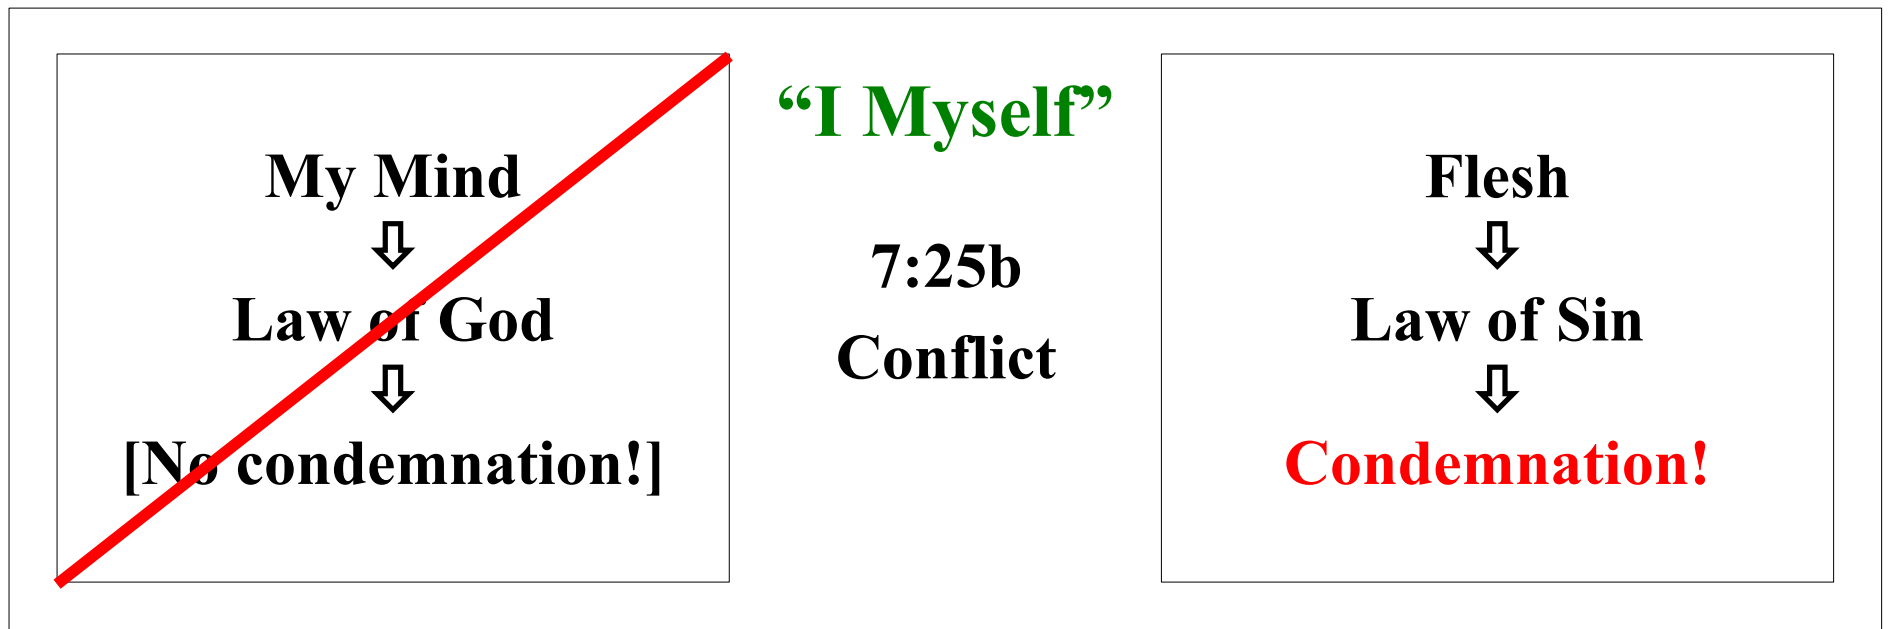 My Mind
Law of God
[No condemnation!]
“I Myself”
7:25b
Conflict
Flesh
Law of Sin
Condemnation!